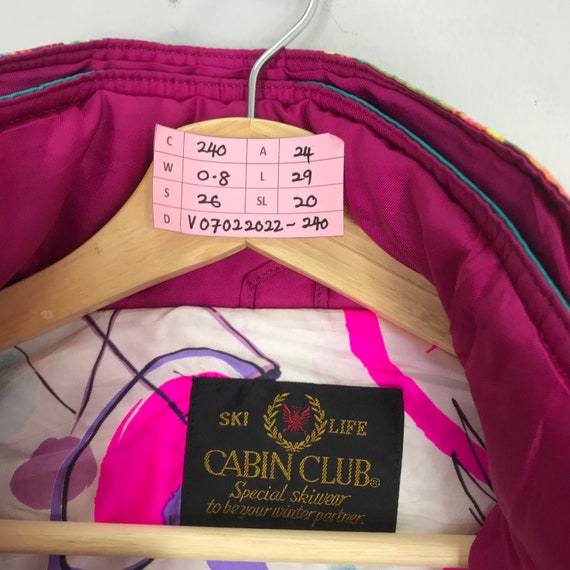 C 240 A 24
W 0.8 L 29
S 26 SL 20
D V07022022-240
SKI LIFE
CABIN CLUB®
Special skiwear
to be your winter partner.